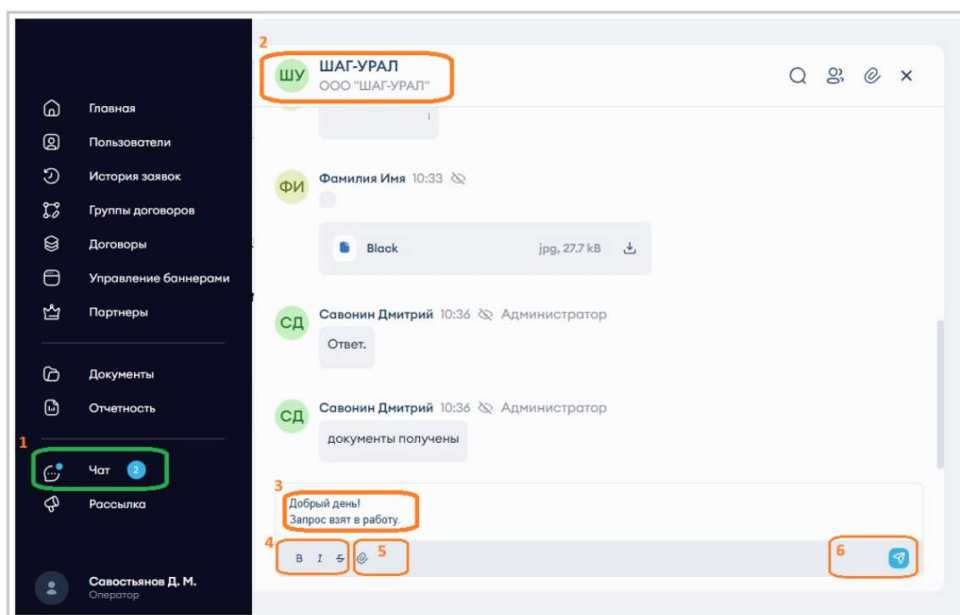 Главная
Пользователи
История заявок
Группы договоров
Договоры
Управление баннерами
Партнеры
Документы
Отчетность
1
Чат 2
Рассылка
Савостьянов Д. М.
Оператор
2
ШУ
ШАГ-УРАЛ
ООО "ШАГ-УРАЛ"
ФИ
Фамилия Имя 10:33
Black jpg, 27.7 kB
СД
Савонин Дмитрий 10:36 Администратор
Ответ.
СД
Савонин Дмитрий 10:36 Администратор
документы получены
3
Добрый день!
Запрос взят в работу.
4
B I S
5
6